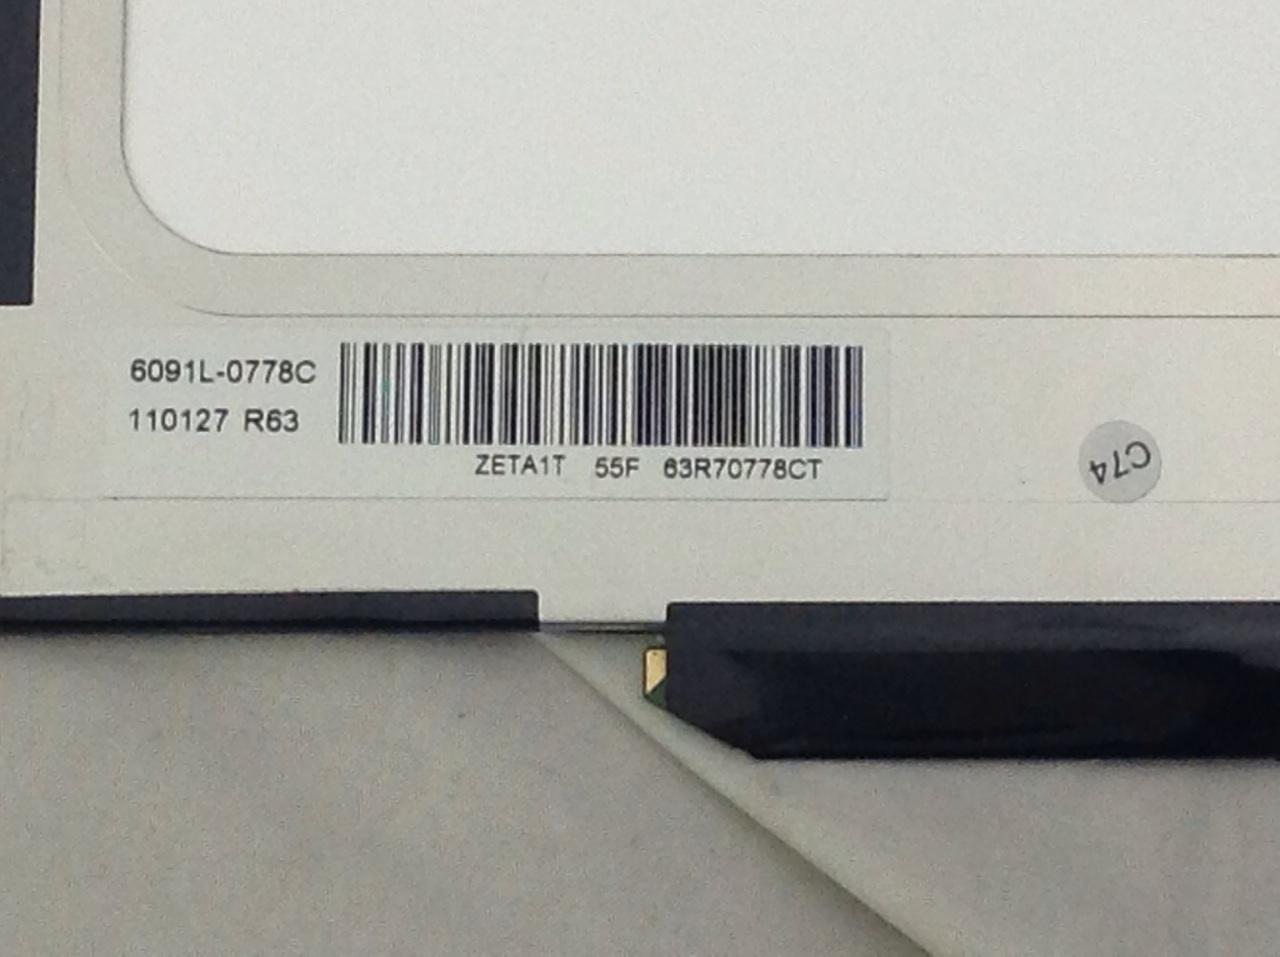 6091L-0778C
110127 R63
ZETA1T 55F 63R70778CT
C74